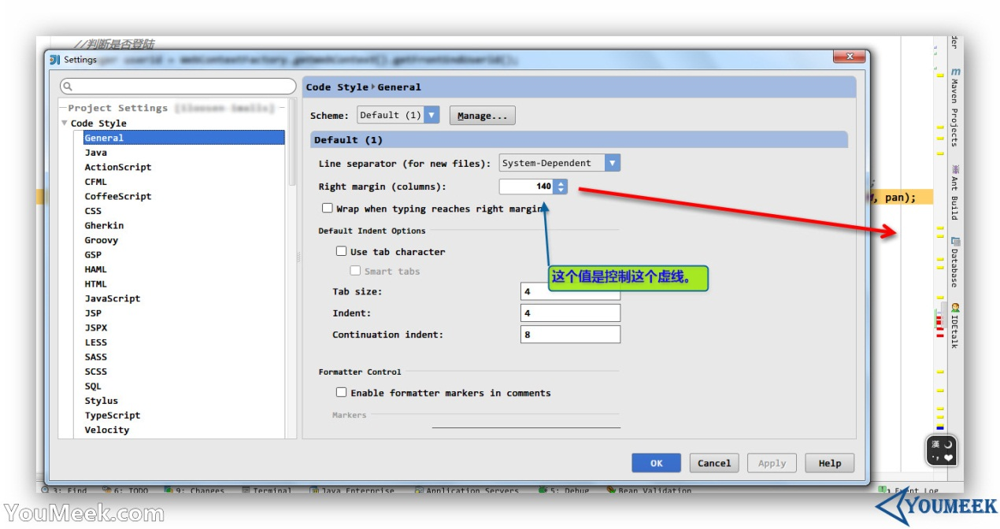 //判断是否登陆
Settings
Code Style › General
Project Settings
Scheme: Default (1) Manage...
Code Style
General
Default (1)
Java
ActionScript
Line separator (for new files): System-Dependent
CFML
Right margin (columns): 140
, pan);
CoffeeScript
CSS
Wrap when typing reaches right margin
Gherkin
Default Indent Options
Groovy
GSP
Use tab character
HAML
Smart tabs
这个值是控制这个虚线。
HTML
Tab size: 4
JavaScript
JSP
Indent: 4
JSPX
Continuation indent: 8
LESS
SASS
SCSS
Formatter Control
SQL
Enable formatter markers in comments
Stylus
TypeScript
Markers
Velocity
OK Cancel Apply Help
der
Maven Projects
Ant Build
Database
IDEtalk
漢
3: Find 6: TODO 9: Changes Terminal Java Enterprise Application Servers 5: Debug Bean Validation 1 Event Log
YouMeek.com
YOUMEEK